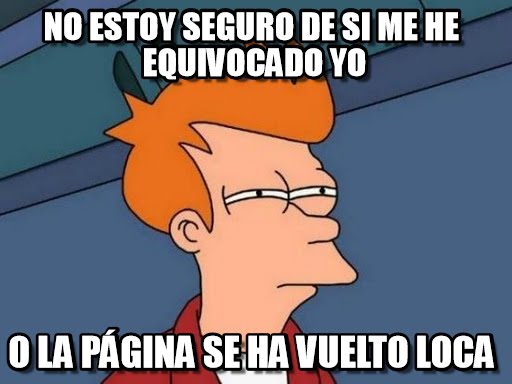 NO ESTOY SEGURO DE SI ME HE
EQUIVOCADO YO
O LA PÁGINA SE HA VUELTO LOCA